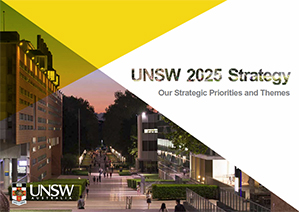 UNSW 2025 Strategy
Our Strategic Priorities and Themes
UNSW
AUSTRALIA